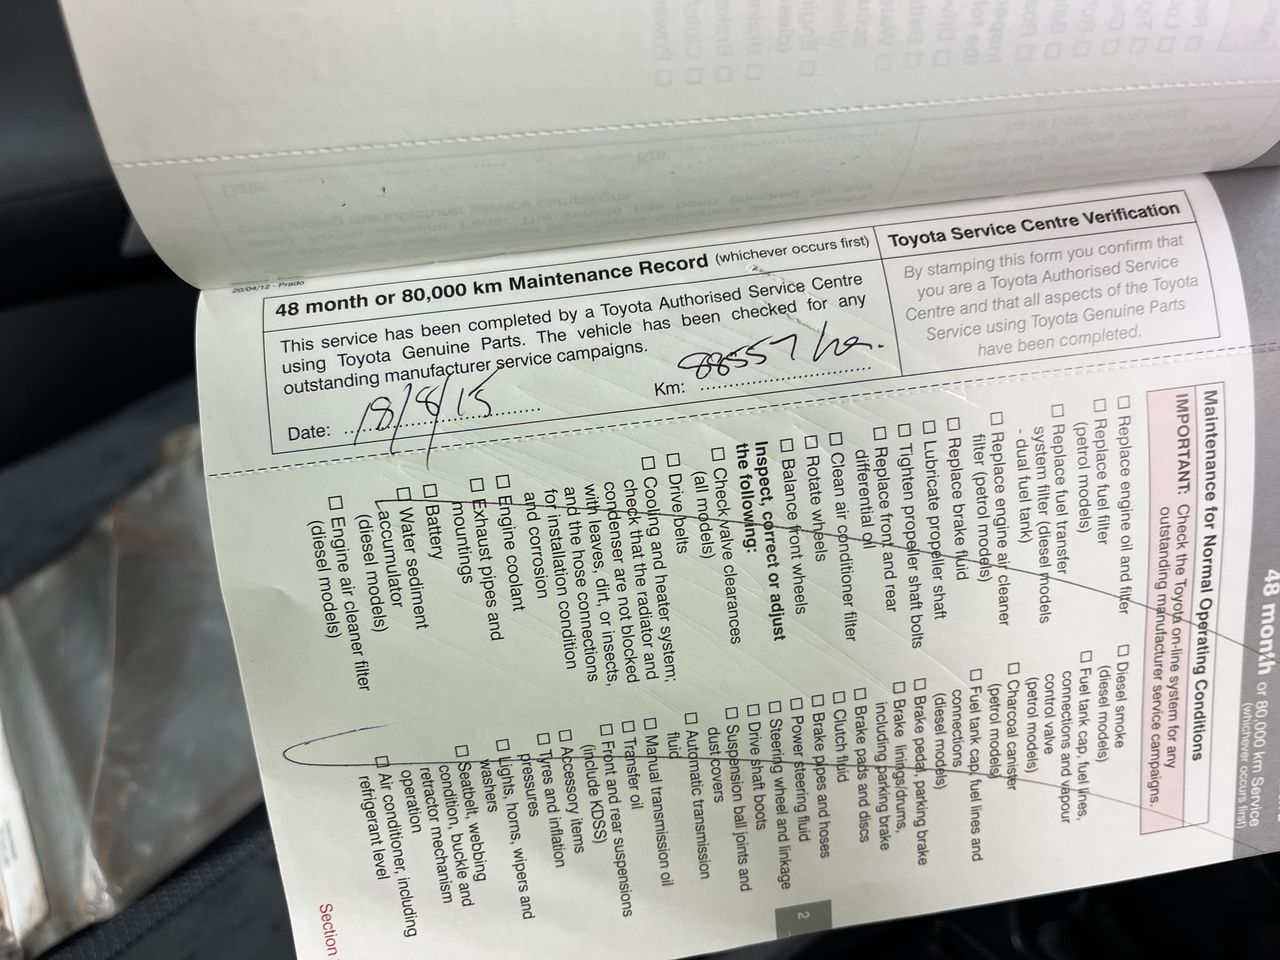 20/04/12 - Prado
48 month or 80,000 km Maintenance Record (whichever occurs first)
This service has been completed by a Toyota Authorised Service Centre
using Toyota Genuine Parts. The vehicle has been checked for any
outstanding manufacturer service campaigns.
Date: 18/8/15
Km: 88557 km.
Toyota Service Centre Verification
By stamping this form you confirm that
you are a Toyota Authorised Service
Centre and that all aspects of the Toyota
Service using Toyota Genuine Parts
have been completed.
48 month or 80,000 km Service
(whichever occurs first)
Maintenance for Normal Operating Conditions
IMPORTANT: Check the Toyota on-line system for any
outstanding manufacturer service campaigns.
☐ Replace engine oil and filter
☐ Replace fuel filter
(petrol models)
☐ Replace fuel transfer
system filter (diesel models
- dual fuel tank)
☐ Replace engine air cleaner
filter (petrol models)
☐ Replace brake fluid
☐ Lubricate propeller shaft
☐ Tighten propeller shaft bolts
☐ Replace front and rear
differential oil
☐ Clean air conditioner filter
☐ Rotate wheels
☐ Balance front wheels
Inspect, correct or adjust
the following:
☐ Check valve clearances
(all models)
☐ Drive belts
☐ Cooling and heater system;
check that the radiator and
condenser are not blocked
with leaves, dirt, or insects,
and the hose connections
for installation condition
and corrosion
☐ Engine coolant
☐ Exhaust pipes and
mountings
☐ Battery
☐ Water sediment
accumulator
(diesel models)
☐ Engine air cleaner filter
(diesel models)
☐ Diesel smoke
(diesel models)
☐ Fuel tank cap, fuel lines,
connections and vapour
control valve
(petrol models)
☐ Charcoal canister
(petrol models)
☐ Fuel tank cap, fuel lines and
connections
(diesel models)
☐ Brake pedal, parking brake
☐ Brake linings/drums,
including parking brake
☐ Brake pads and discs
☐ Clutch fluid
☐ Brake pipes and hoses
☐ Power steering fluid
☐ Steering wheel and linkage
☐ Drive shaft boots
☐ Suspension ball joints and
dust covers
☐ Automatic transmission
fluid
☐ Manual transmission oil
☐ Transfer oil
☐ Front and rear suspensions
(include KDSS)
☐ Accessory items
☐ Tyres and inflation
pressures
☐ Lights, horns, wipers and
washers
☐ Seatbelt, webbing
condition, buckle and
retractor mechanism
operation
☐ Air conditioner, including
refrigerant level
2
Section